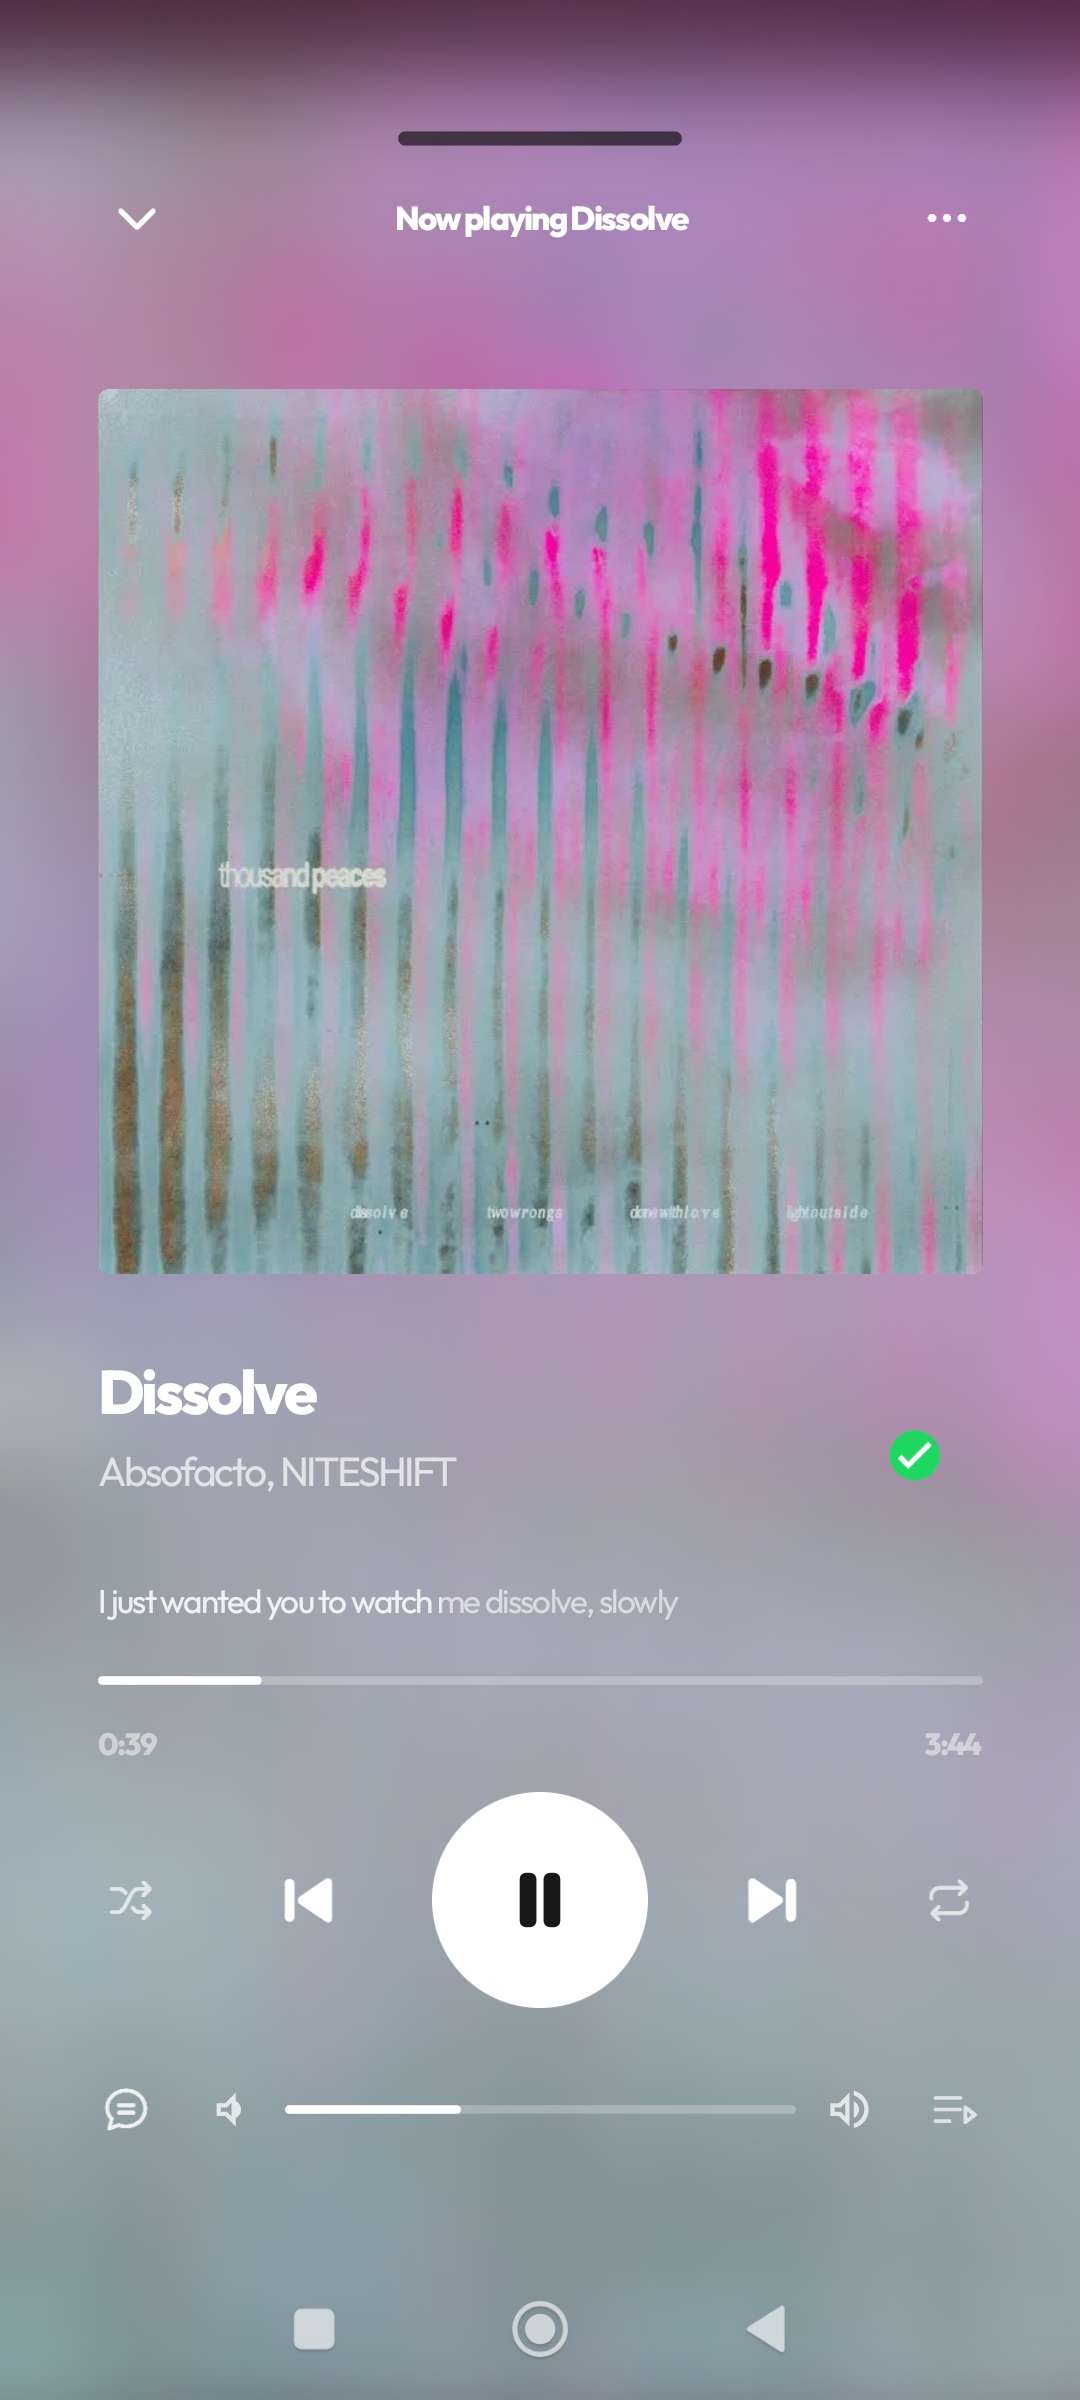 Now playing Dissolve
thousand peaces
dissolve twowrongs donewithlove lightoutside
Dissolve
Absofacto, NITESHIFT
I just wanted you to watch me dissolve, slowly
0:39 3:44